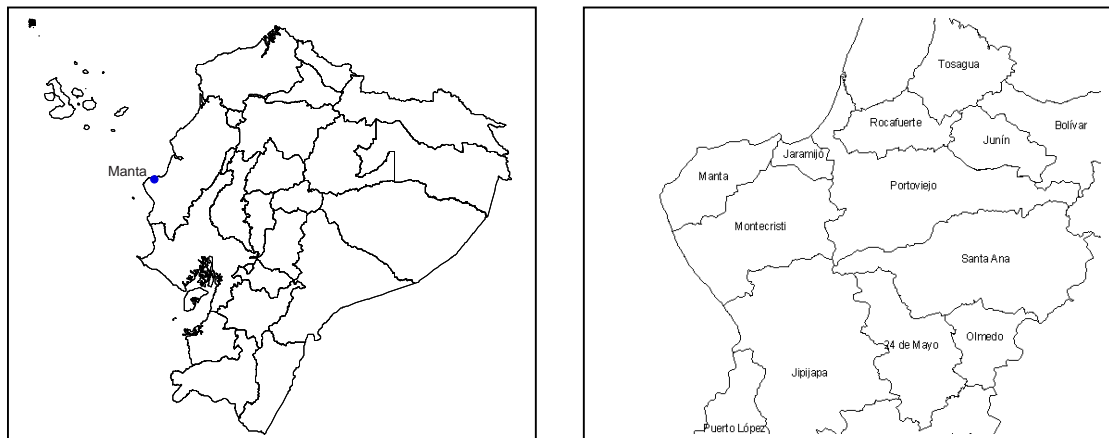 Manta
Tosagua
Rocafuerte
Bolívar
Junín
Jaramijó
Manta
Portoviejo
Montecristi
Santa Ana
24 de Mayo
Olmedo
Jipijapa
Puerto López